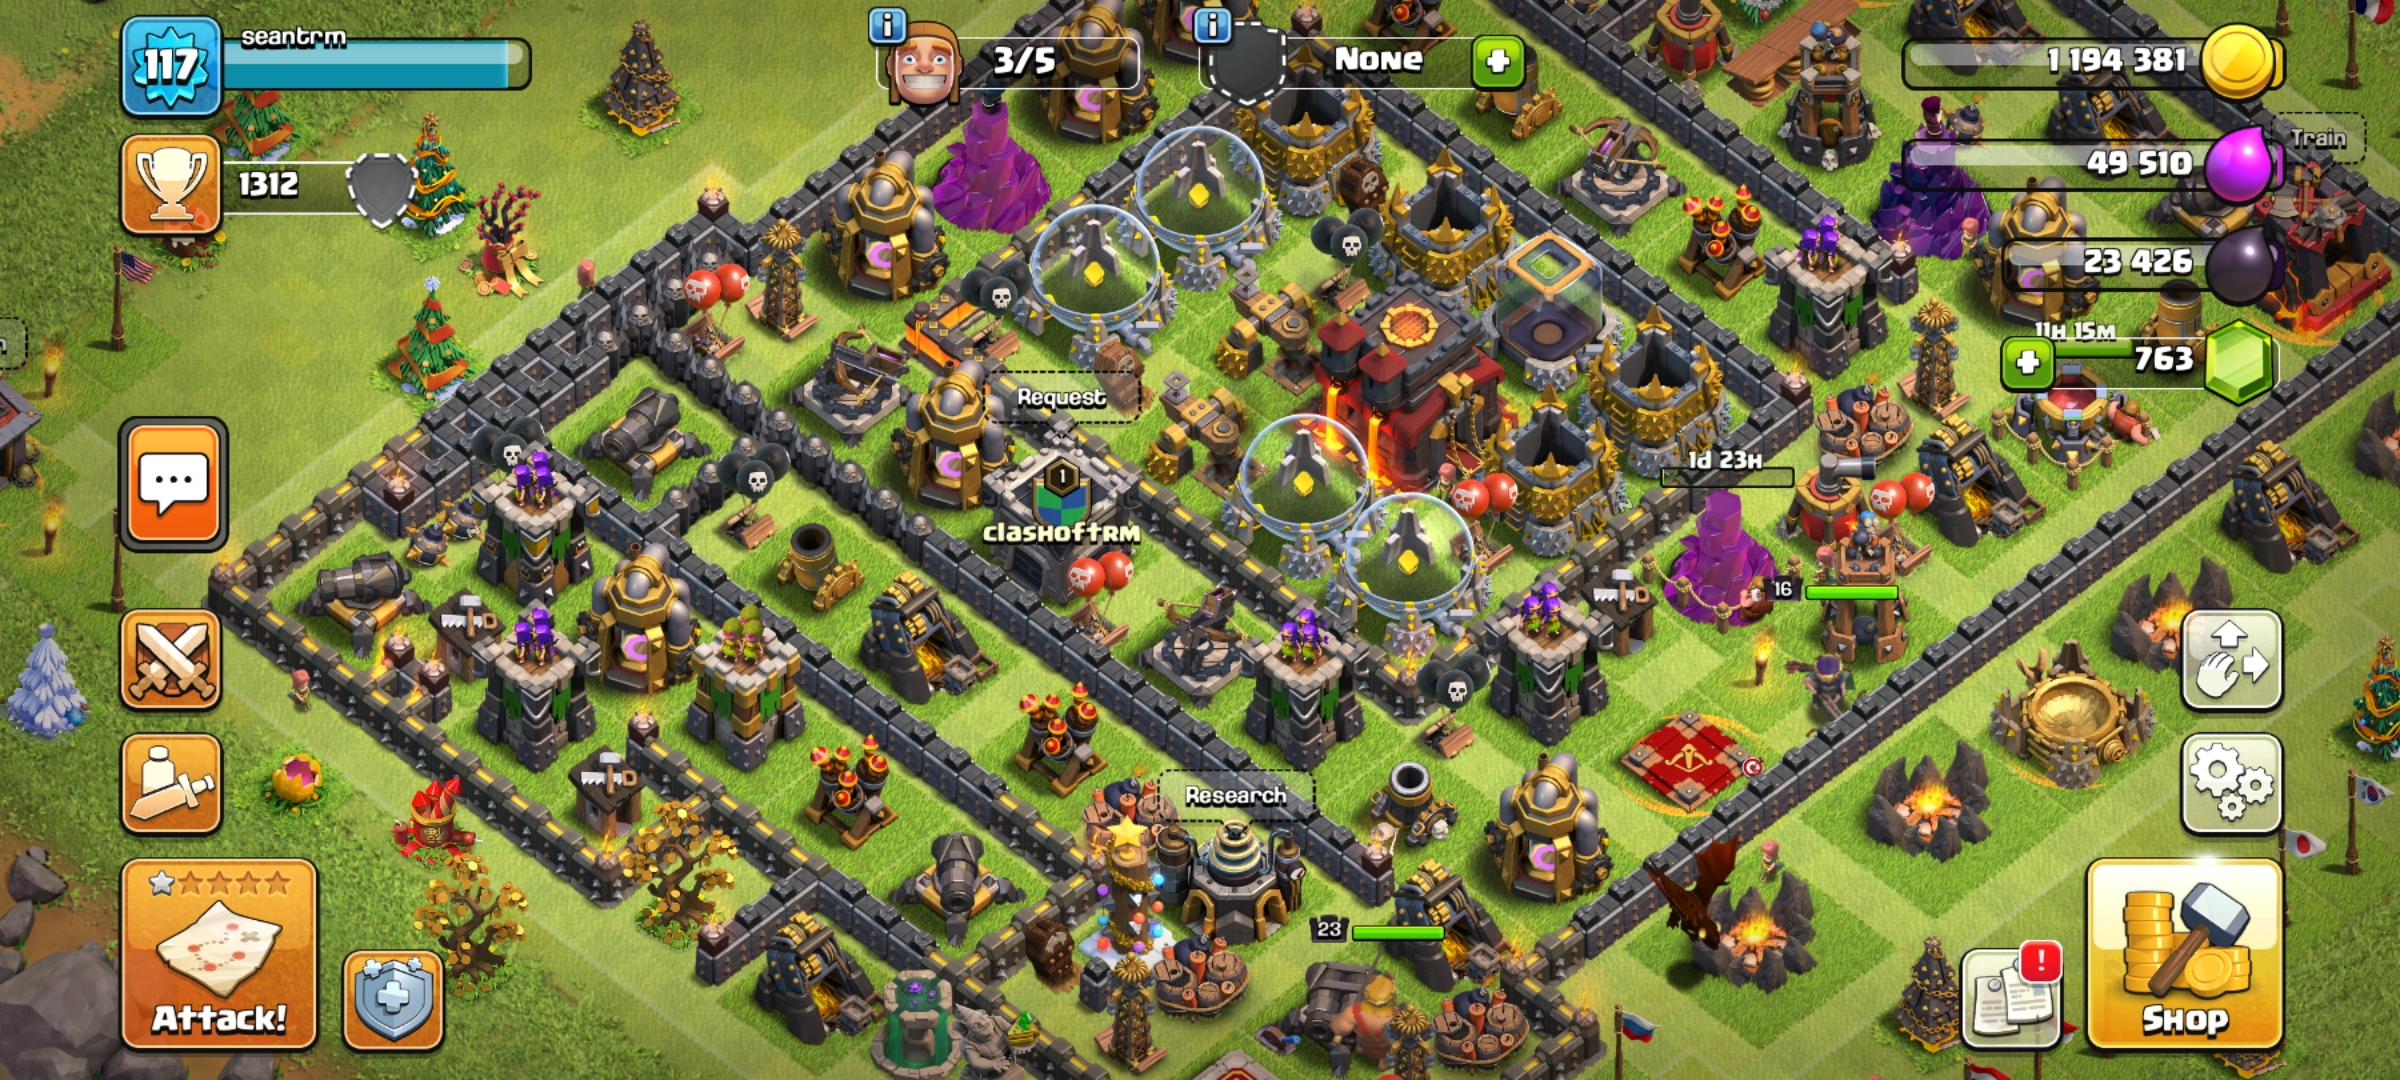 117
seantrm
3/5
None
1 194 381
Train
49 510
1312
23 426
11H 15M
763
Request
1
clashoftrm
1d 23H
16
Research
23
Attack!
!
Shop